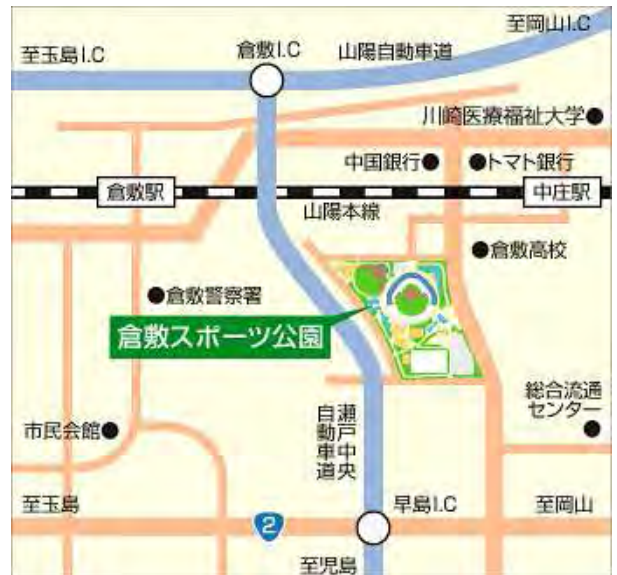 至岡山I.C
至玉島I.C
倉敷I.C
山陽自動車道
川崎医療福祉大学
中国銀行
トマト銀行
倉敷駅
中庄駅
山陽本線
倉敷高校
倉敷警察署
倉敷スポーツ公園
総合流通
センター
瀬戸中央
自動車道
市民会館
至玉島
2
早島I.C
至岡山
至児島